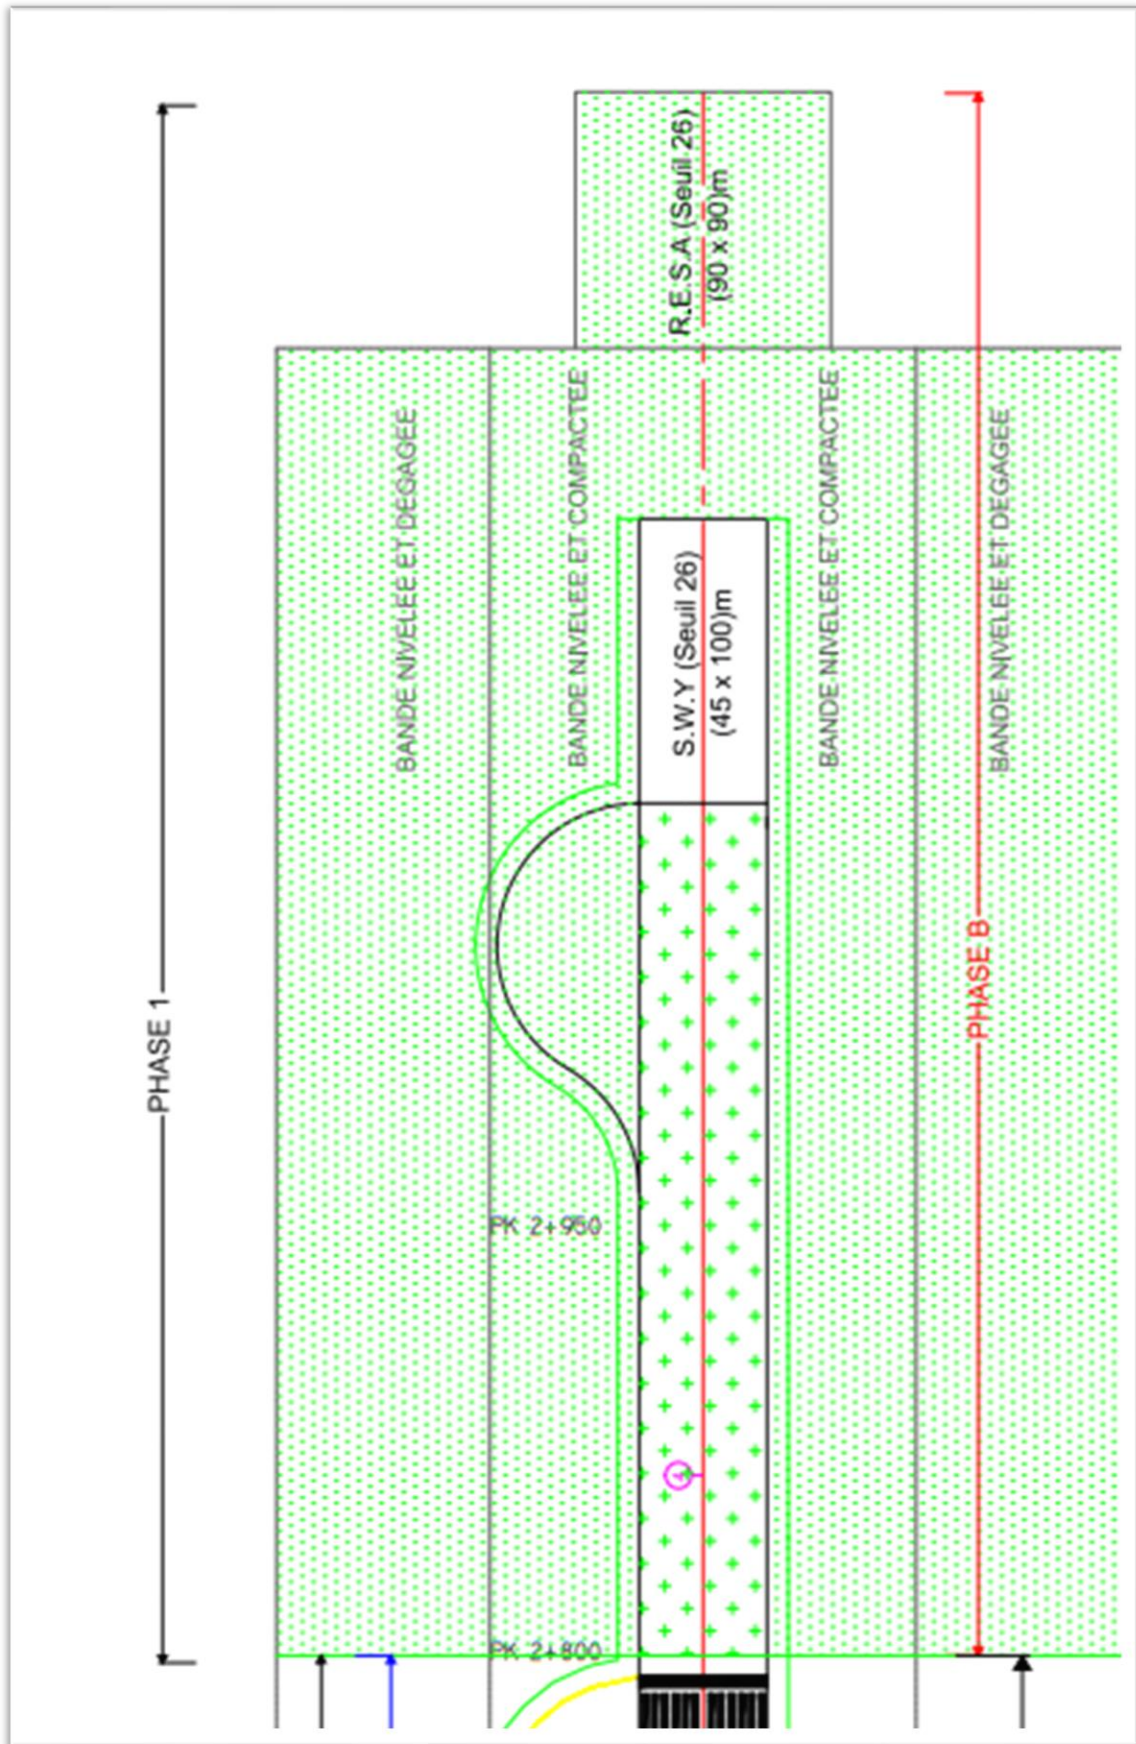 R.E.S.A (Seuil 26)
(90 x 90)m
BANDE NIVELEE ET DEGAGEE
BANDE NIVELEE ET COMPACTEE
BANDE NIVELEE ET COMPACTEE
BANDE NIVELEE ET DEGAGEE
S.W.Y (Seuil 26)
(45 x 100)m
PHASE 1
PHASE B
PK 2+950
PK 2+800